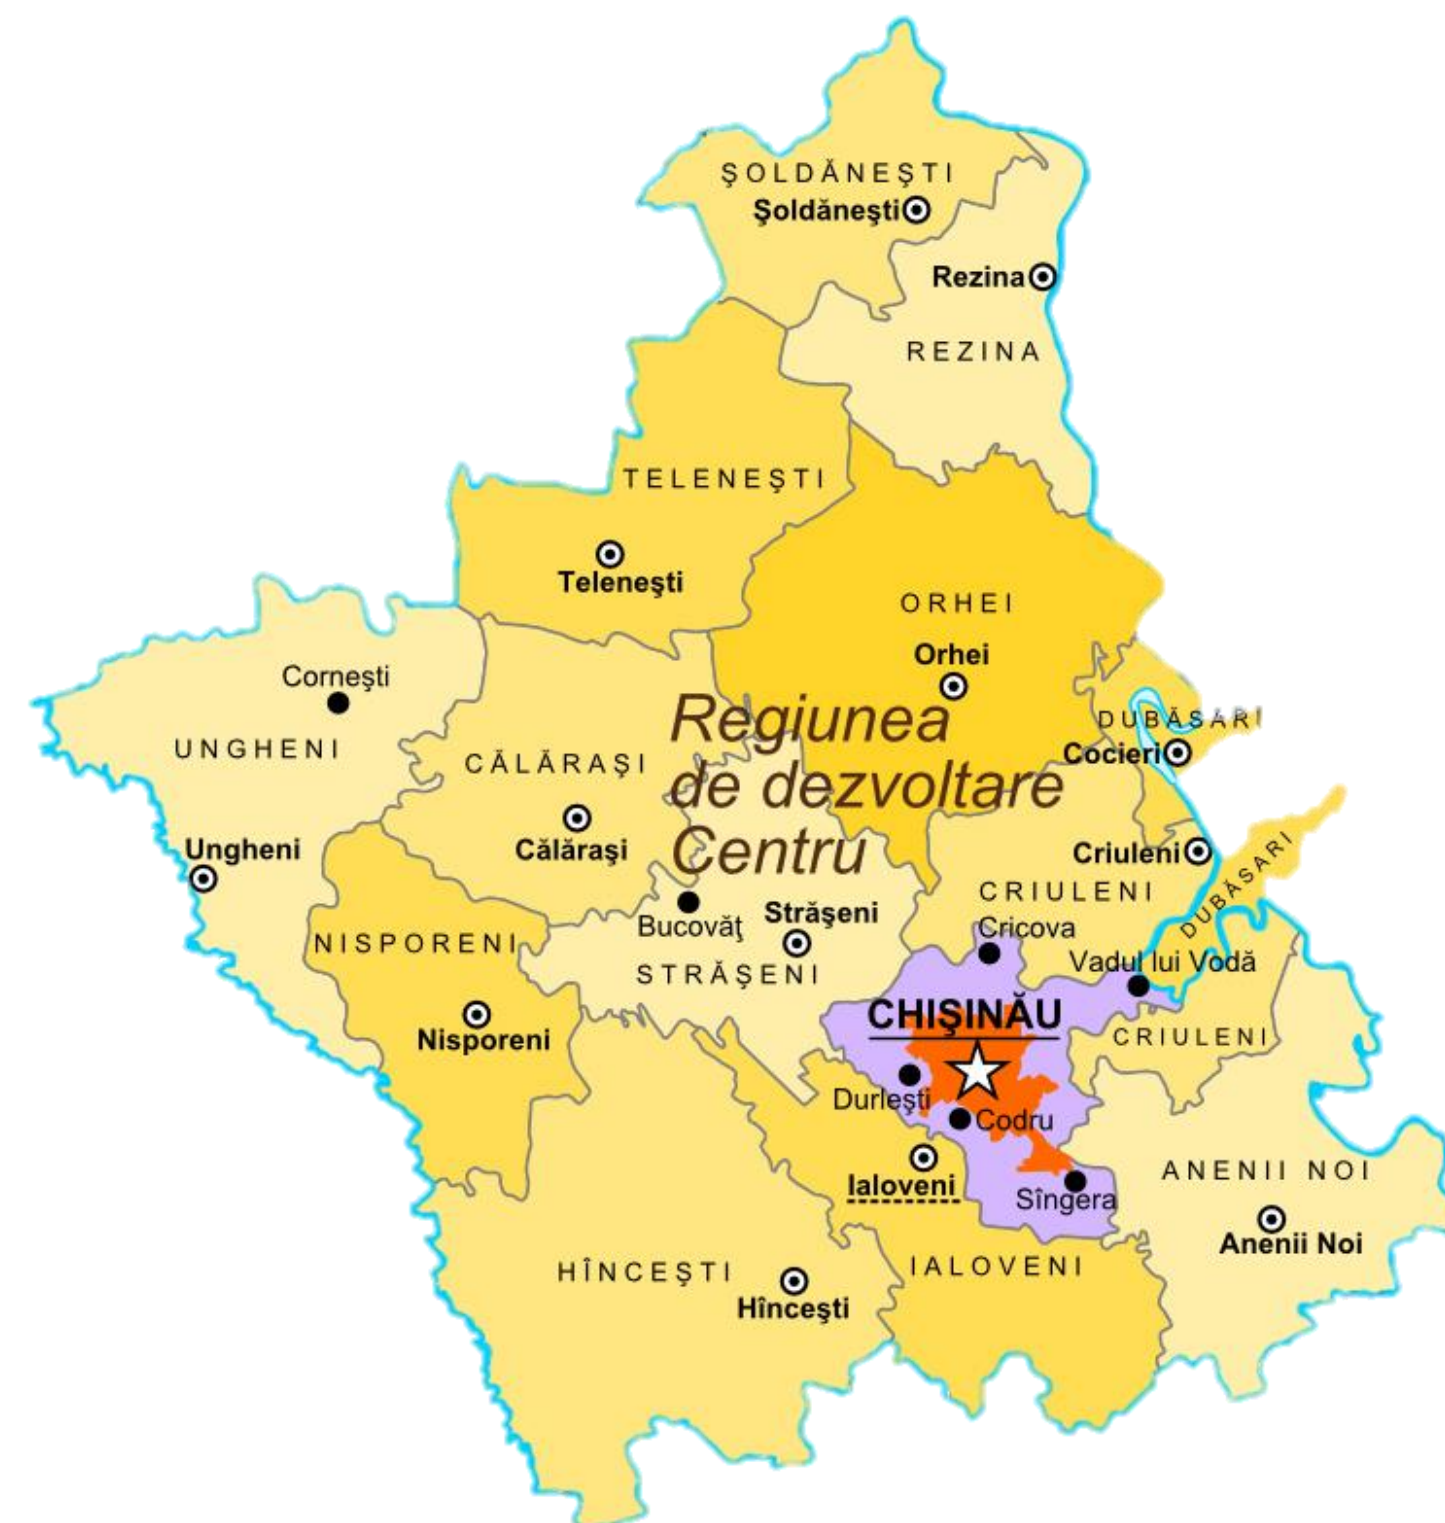 ŞOLDĂNEŞTI
Şoldăneşti
Rezina
REZINA
TELENEŞTI
Teleneşti
ORHEI
Orhei
Corneşti
UNGHENI
Ungheni
CĂLĂRAŞI
Călăraşi
Regiunea
de dezvoltare
Centru
DUBĂSARI
Cocieri
Criuleni
CRIULENI
DUBĂSARI
Bucovăţ
Străşeni
STRĂŞENI
Cricova
Vadul lui Vodă
NISPORENI
Nisporeni
CHIŞINĂU
CRIULENI
Durleşti
Codru
Ialoveni
Sîngera
ANENII NOI
Anenii Noi
HÎNCEŞTI
Hînceşti
IALOVENI